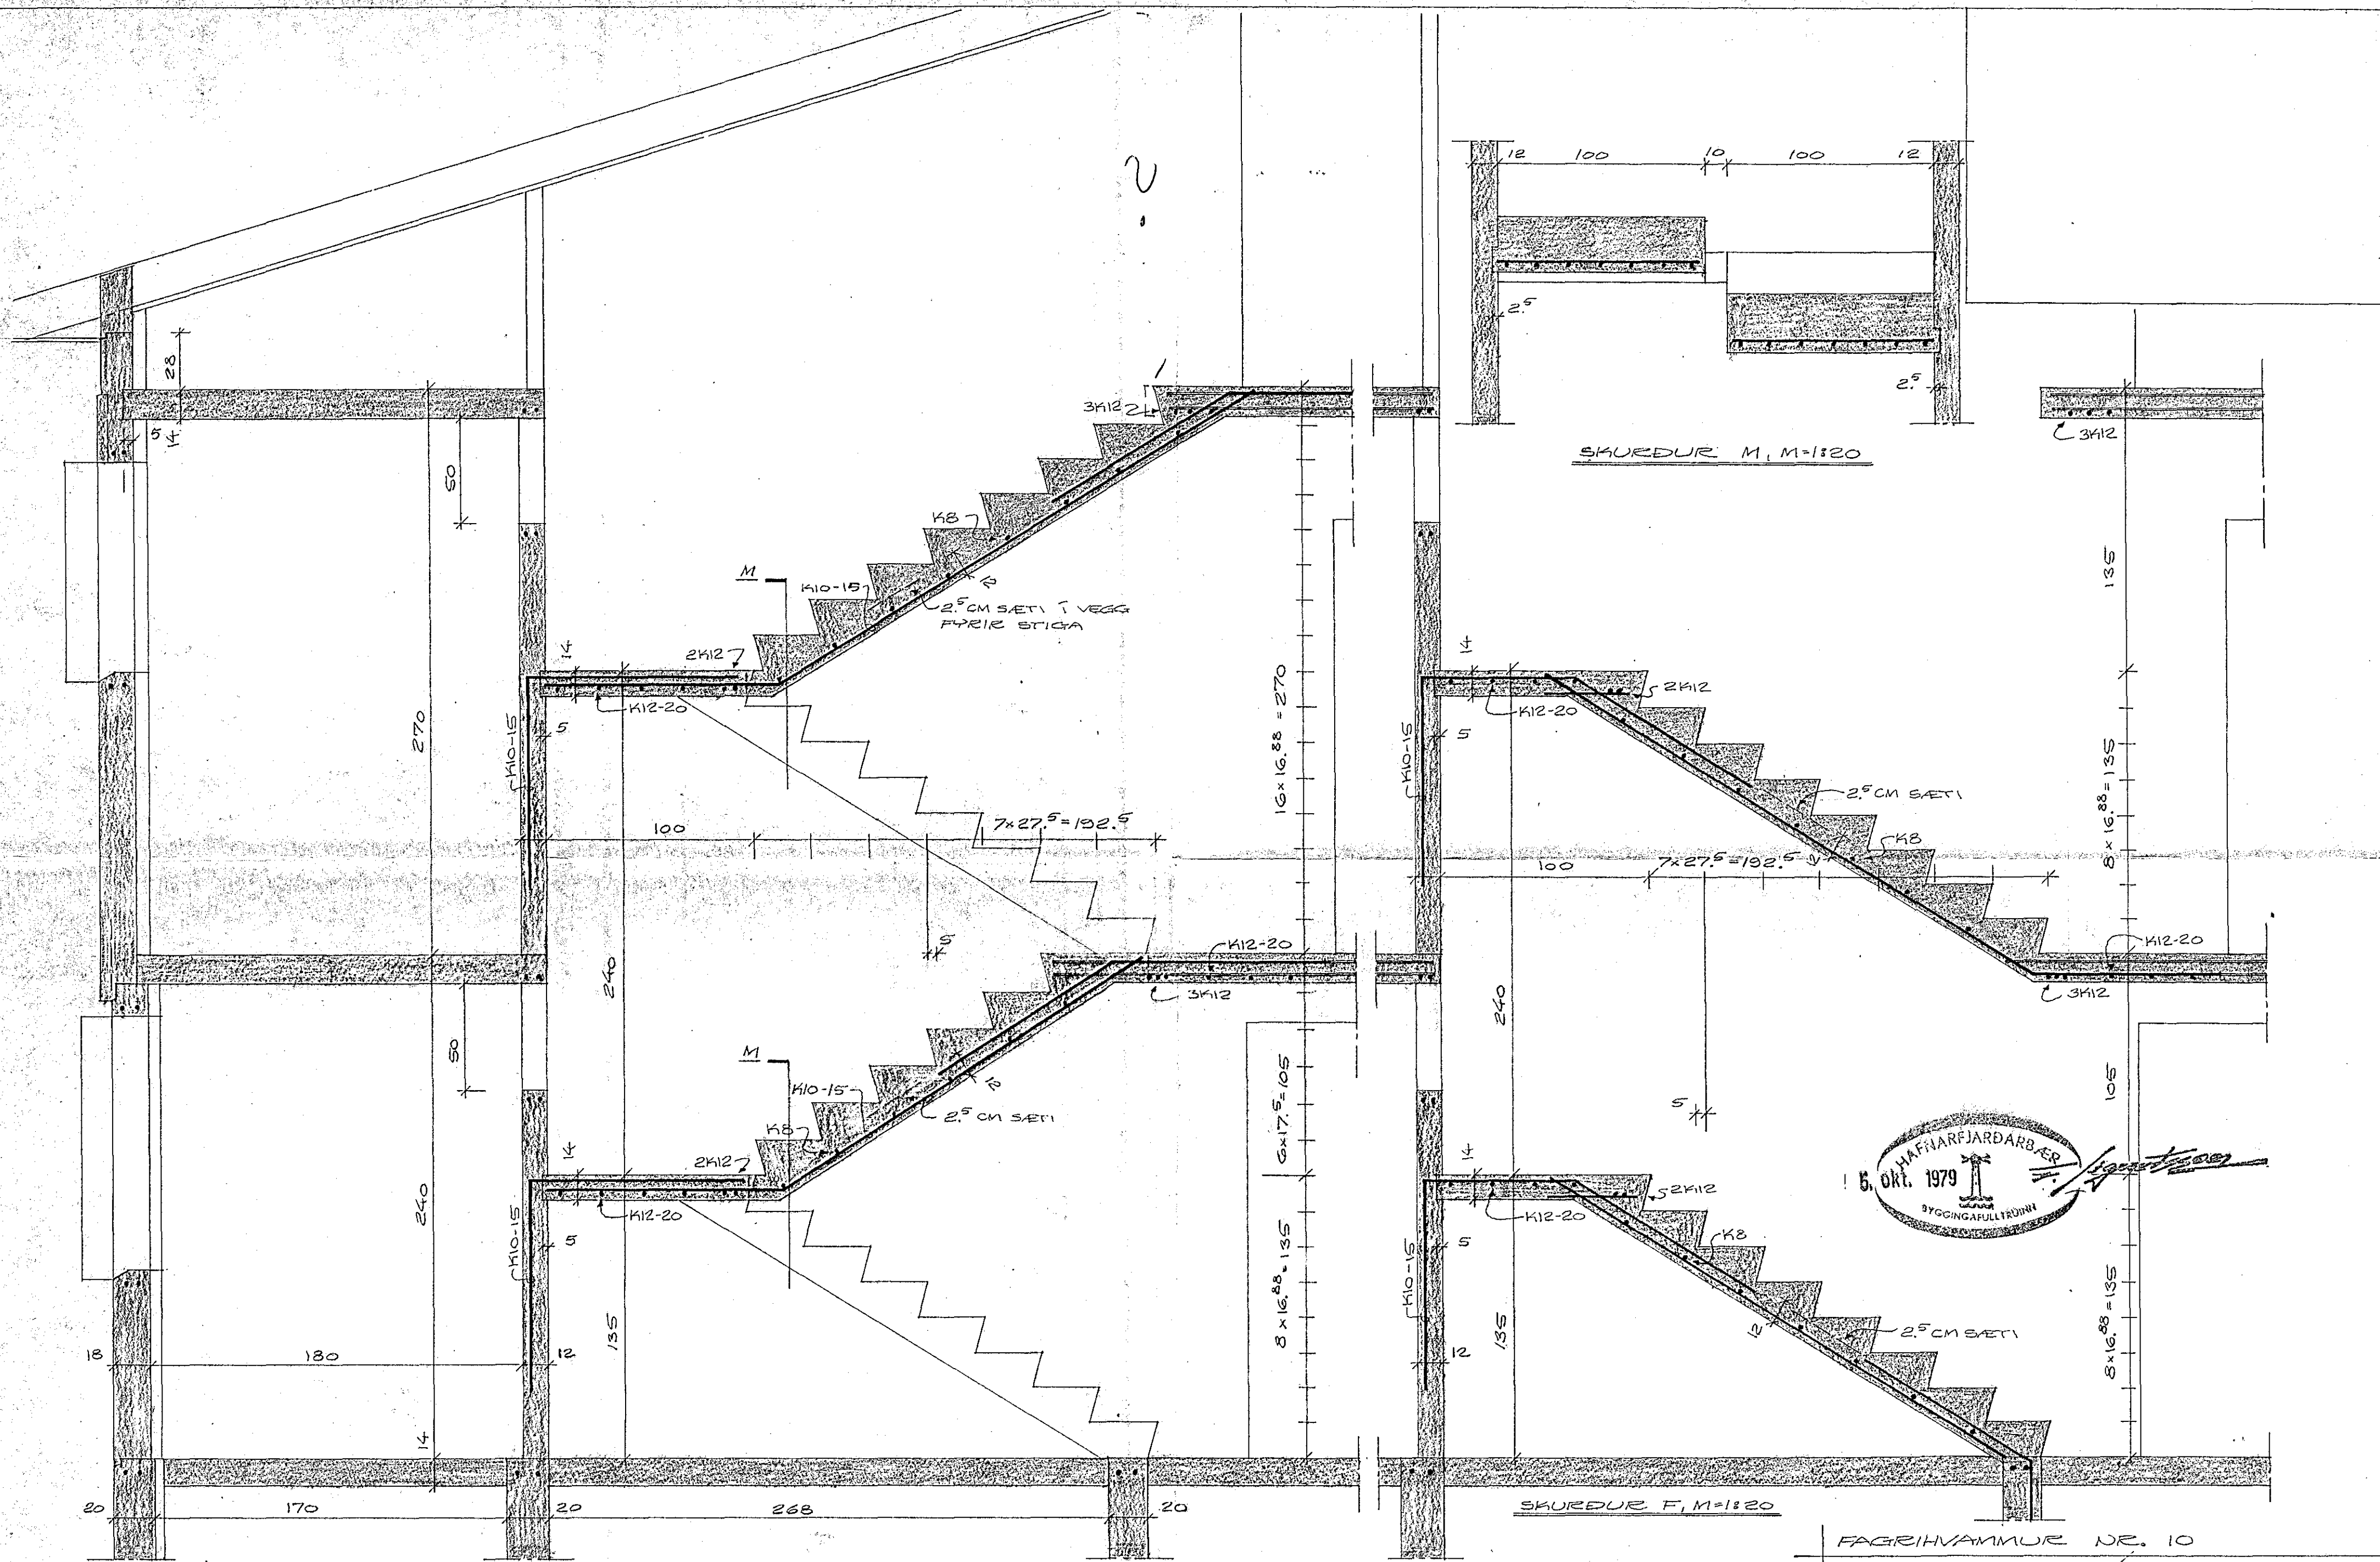 12 100 10 100 12
2.5
2.5
SKURÐUR M, M=1:20
28
14
5
50
270
3K12
3K12
K8
12
K10-15
2.5 CM SÆTI Í VEGG
FYRIR STIGA
M
2K12
14
K12-20
K10-15
5
16×16.88=270
100
7×27.5=192.5
5
240
135
14
2K12
K12-20
K10-15
5
2.5 CM SÆTI
K8
12
100
7×27.5=192.5
8×16.88=135
K12-20
3K12
240
K12-20
3K12
50
M
K10-15
12
2.5 CM SÆTI
K8
2K12
14
K12-20
K10-15
5
6×17.5=105
240
135
8×16.88=135
5
105
HAFNARFJARÐARBÆR
5. okt. 1979
BYGGINGAFULLTRÚINN
14
2K12
K12-20
K10-15
5
K8
12
2.5 CM SÆTI
8×16.88=135
18 180 12
12
135
14
20 170 20 268 20
SKURÐUR F, M=1:20
FAGRIHVAMMUR NR. 10